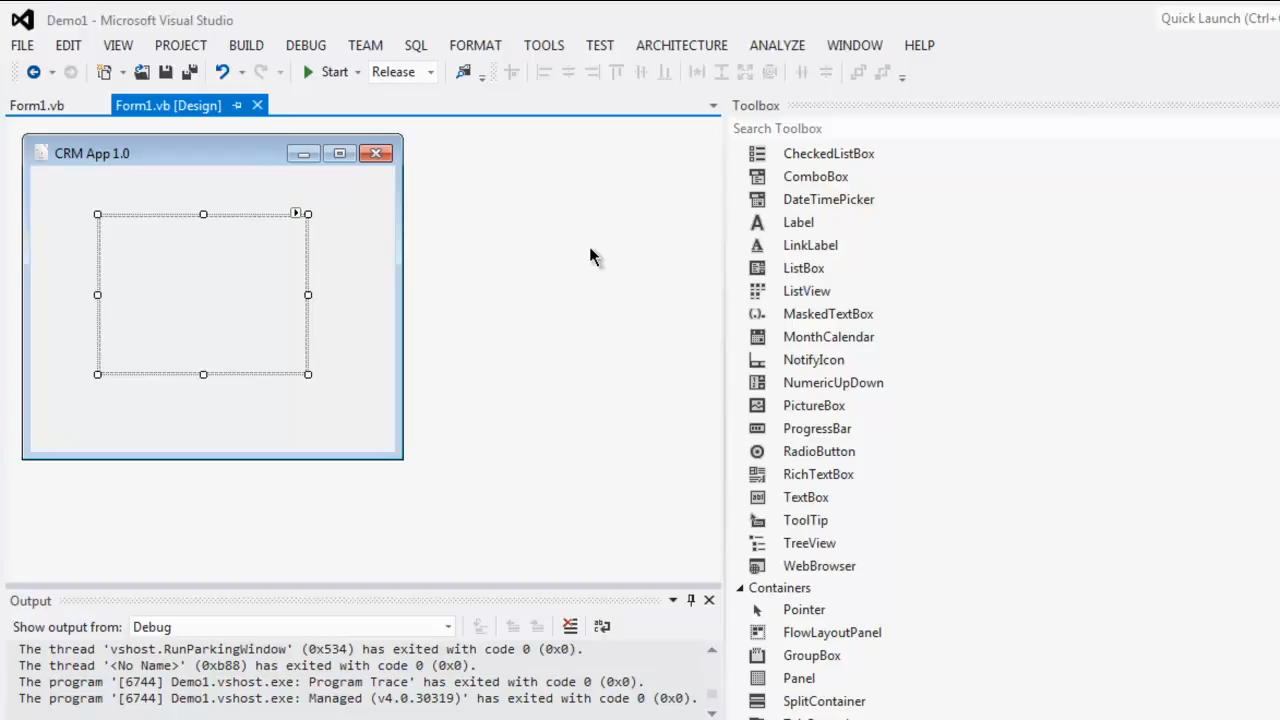 Demo1 - Microsoft Visual Studio
Quick Launch (Ctrl+
FILE EDIT VIEW PROJECT BUILD DEBUG TEAM SQL FORMAT TOOLS TEST ARCHITECTURE ANALYZE WINDOW HELP
Start Release
Form1.vb Form1.vb [Design]
CRM App 1.0
Toolbox
Search Toolbox
CheckedListBox
ComboBox
DateTimePicker
Label
LinkLabel
ListBox
ListView
MaskedTextBox
MonthCalendar
NotifyIcon
NumericUpDown
PictureBox
ProgressBar
RadioButton
RichTextBox
TextBox
ToolTip
TreeView
WebBrowser
Containers
Pointer
FlowLayoutPanel
GroupBox
Panel
SplitContainer
Output
Show output from: Debug
The thread 'vshost.RunParkingWindow' (0x534) has exited with code 0 (0x0).
The thread '<No Name>' (0xb88) has exited with code 0 (0x0).
The program '[6744] Demo1.vshost.exe: Program Trace' has exited with code 0 (0x0).
The program '[6744] Demo1.vshost.exe: Managed (v4.0.30319)' has exited with code 0 (0x0).